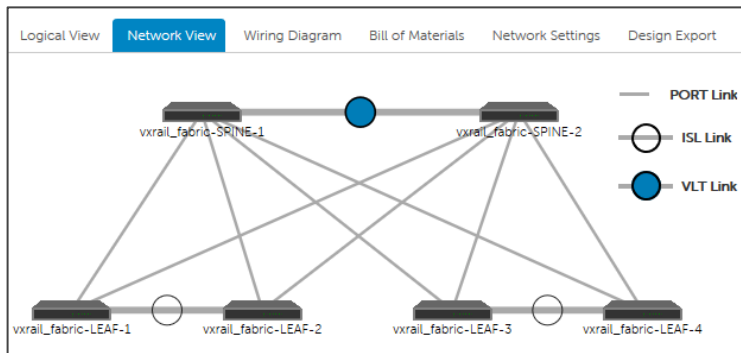 Logical View Network View Wiring Diagram Bill of Materials Network Settings Design Export
PORT Link
vxrail_fabric-SPINE-1 vxrail_fabric-SPINE-2
ISL Link
VLT Link
vxrail_fabric-LEAF-1 vxrail_fabric-LEAF-2 vxrail_fabric-LEAF-3 vxrail_fabric-LEAF-4